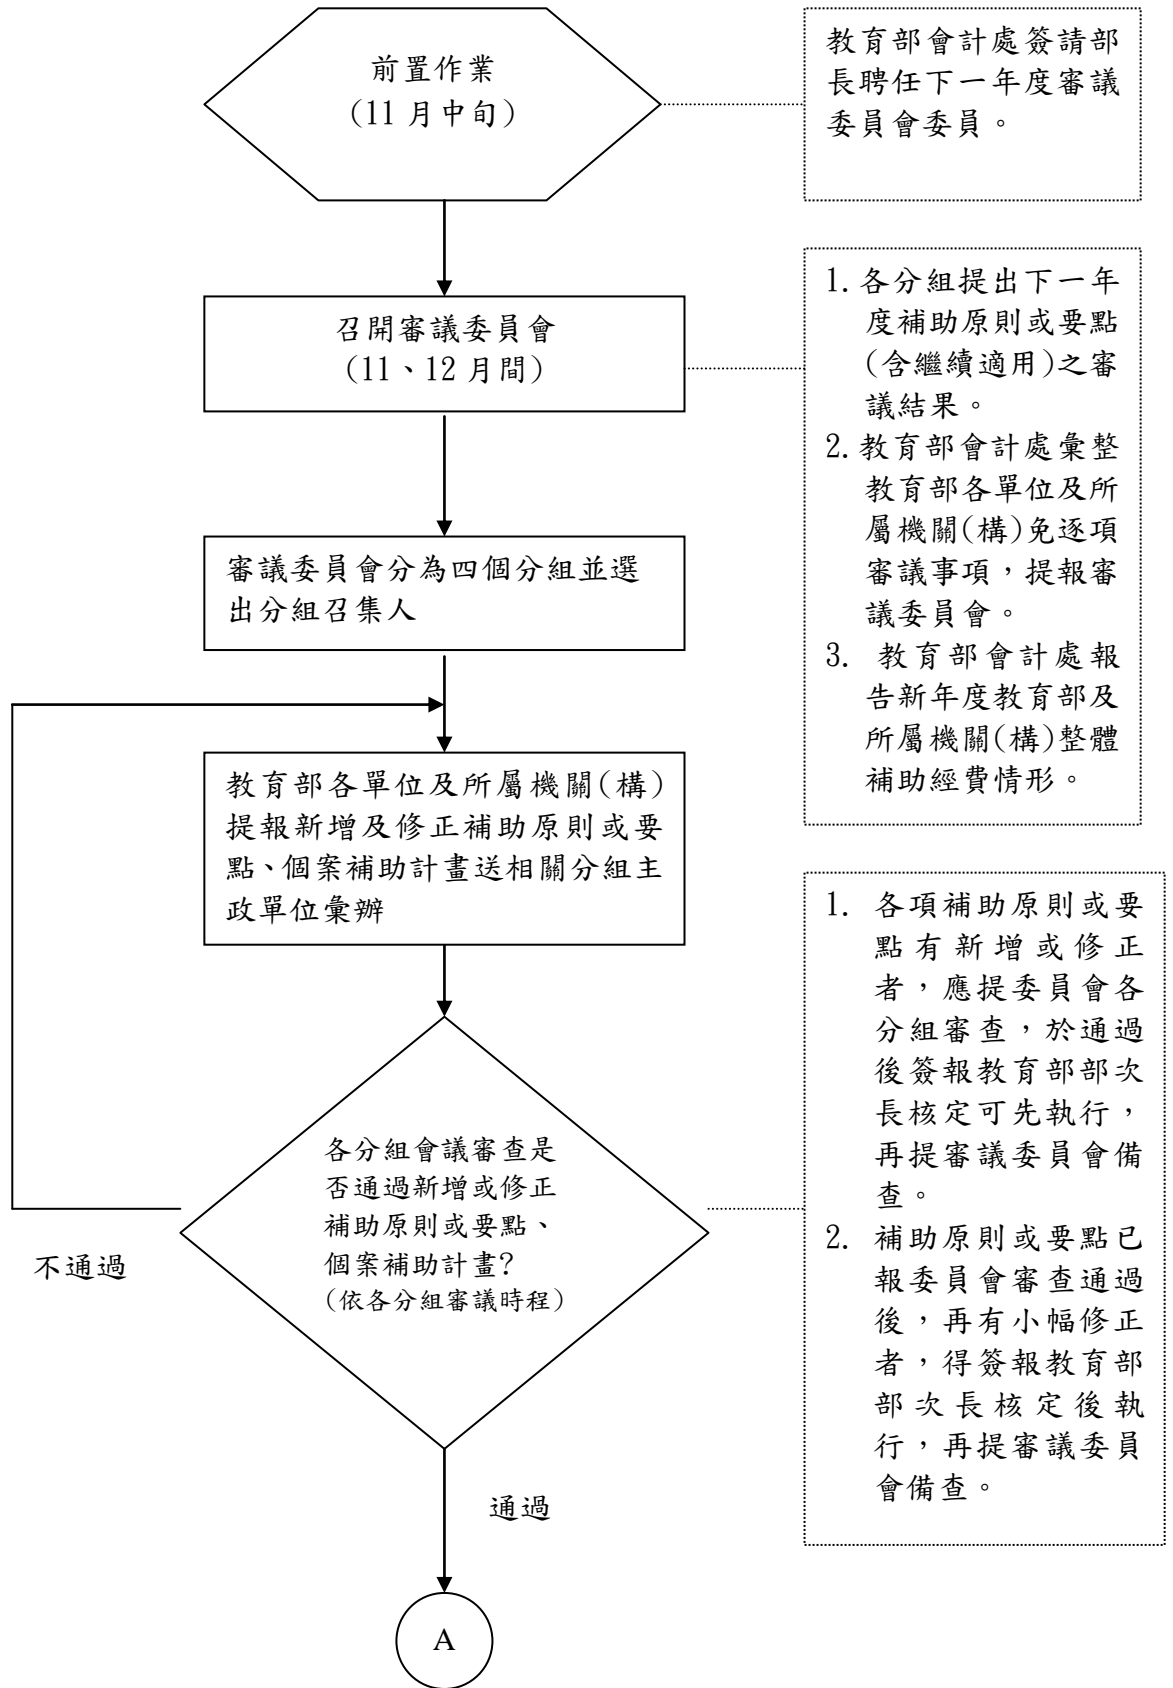 前置作業
(11 月中旬)
教育部會計處簽請部
長聘任下一年度審議
委員會委員。
召開審議委員會
(11、12 月間)
1. 各分組提出下一年
度補助原則或要點
(含繼續適用)之審
議結果。
2. 教育部會計處彙整
教育部各單位及所
屬機關(構)免逐項
審議事項，提報審
議委員會。
3. 教育部會計處報
告新年度教育部及
所屬機關(構)整體
補助經費情形。
審議委員會分為四個分組並選
出分組召集人
教育部各單位及所屬機關(構)
提報新增及修正補助原則或要
點、個案補助計畫送相關分組主
政單位彙辦
1. 各項補助原則或要
點有新增或修正
者，應提委員會各
分組審查，於通過
後簽報教育部部次
長核定可先執行，
再提審議委員會備
查。
2. 補助原則或要點已
報委員會審查通過
後，再有小幅修正
者，得簽報教育部
部次長核定後執
行，再提審議委員
會備查。
各分組會議審查是
否通過新增或修正
補助原則或要點、
個案補助計畫?
(依各分組審議時程)
不通過
通過
A